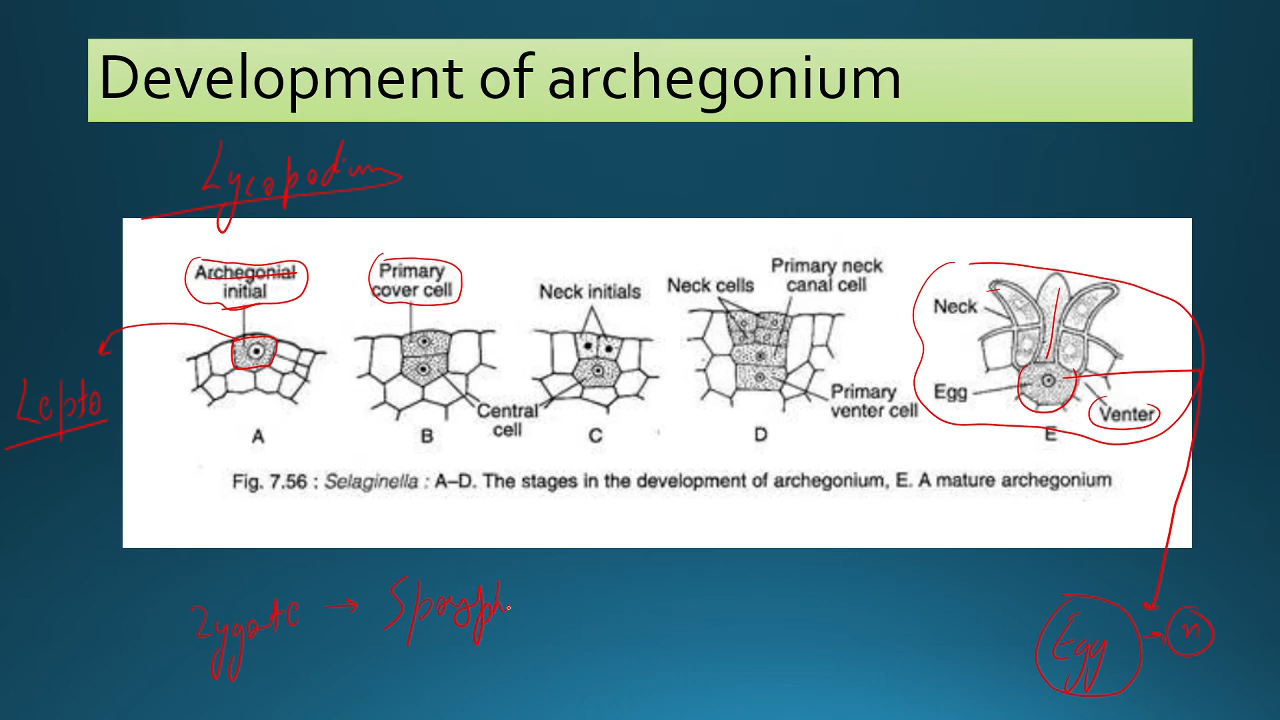 Development of archegonium
Lycopodium
Archegonial
initial
Primary
cover cell
Neck initials
Neck cells
Primary neck
canal cell
Neck
Egg
Venter
Central
cell
Primary
venter cell
Lepto
A
B
C
D
E
Fig. 7.56 : Selaginella : A–D. The stages in the development of archegonium, E. A mature archegonium
Zygote → Sporoph
Egg → n